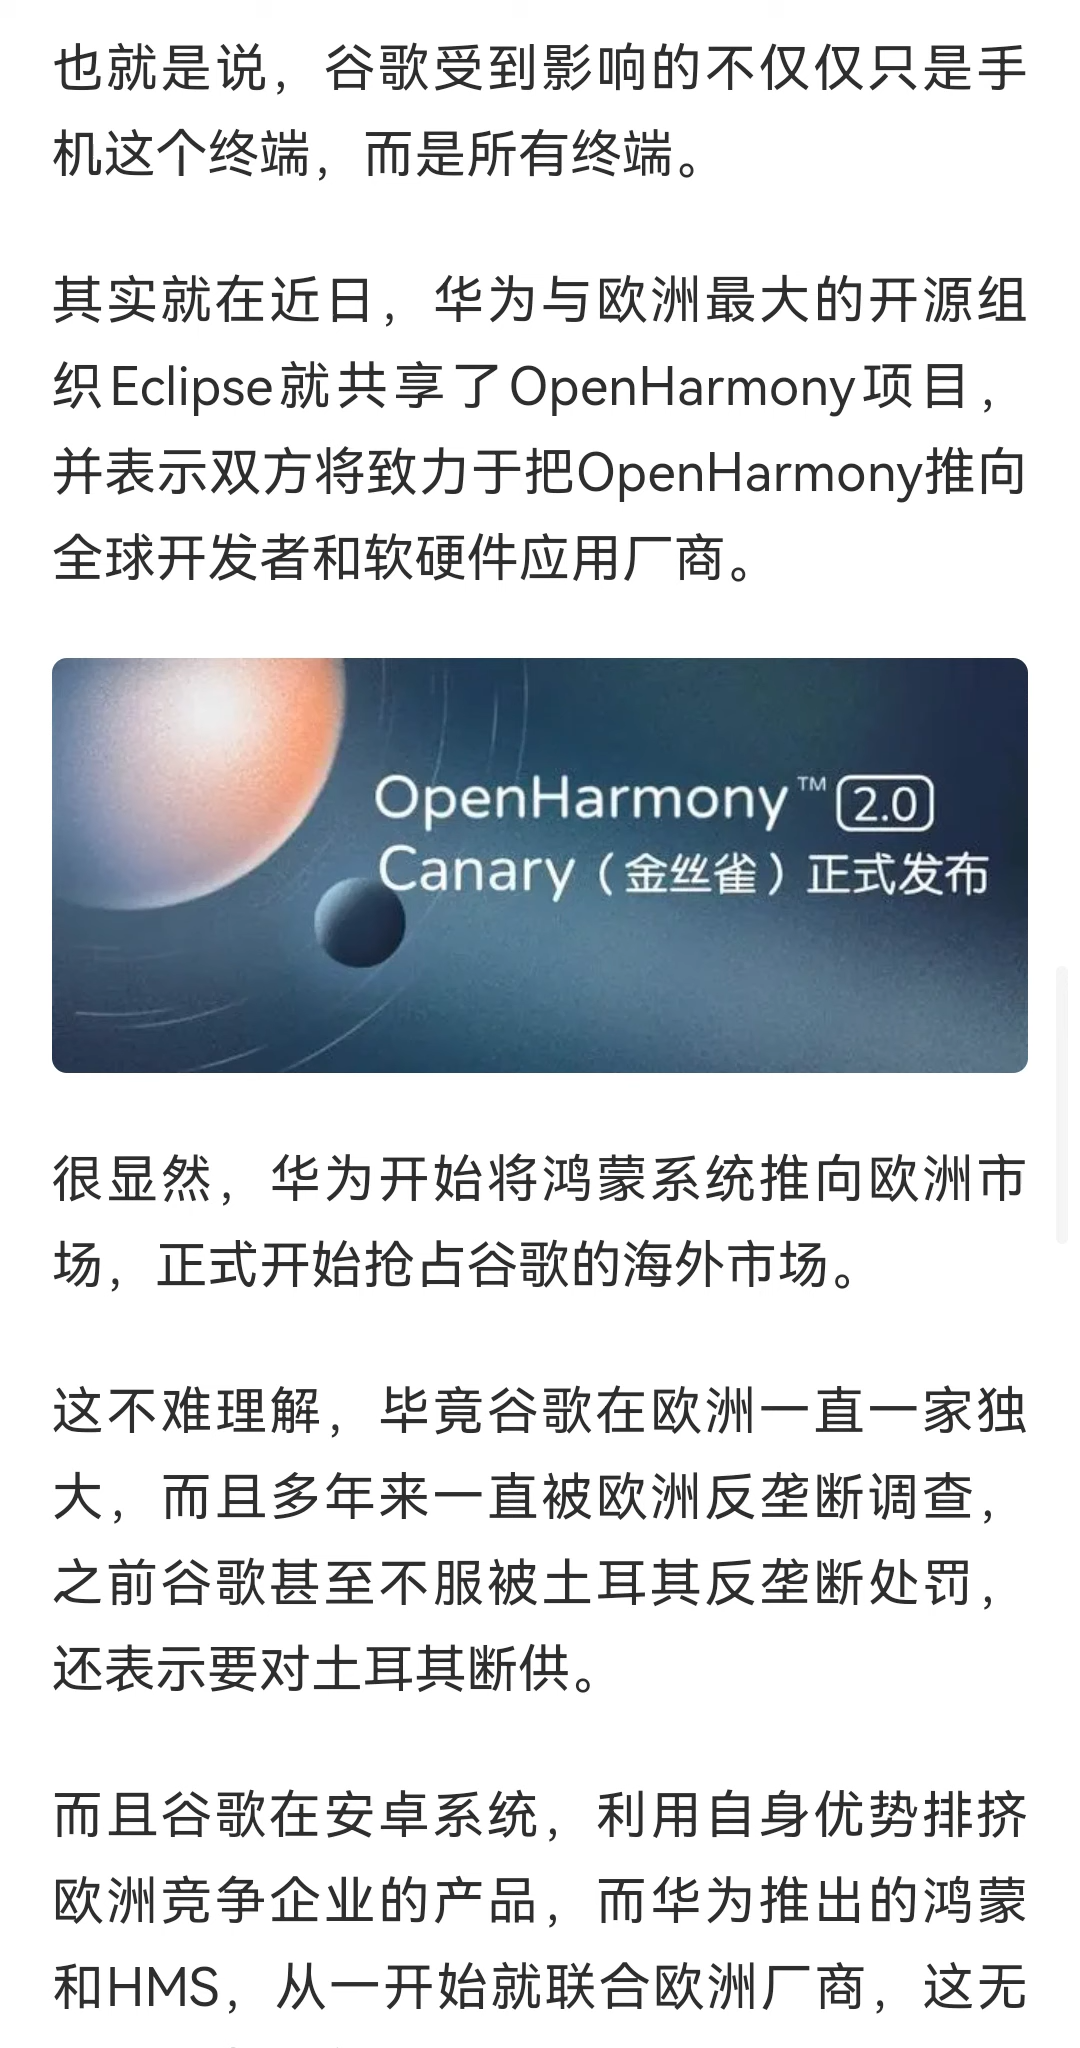 也就是说，谷歌受到影响的不仅仅只是手
机这个终端，而是所有终端。
其实就在近日，华为与欧洲最大的开源组
织Eclipse就共享了OpenHarmony项目，
并表示双方将致力于把OpenHarmony推向
全球开发者和软硬件应用厂商。
OpenHarmony™ 2.0
Canary（金丝雀）正式发布
很显然，华为开始将鸿蒙系统推向欧洲市
场，正式开始抢占谷歌的海外市场。
这不难理解，毕竟谷歌在欧洲一直一家独
大，而且多年来一直被欧洲反垄断调查，
之前谷歌甚至不服被土耳其反垄断处罚，
还表示要对土耳其断供。
而且谷歌在安卓系统，利用自身优势排挤
欧洲竞争企业的产品，而华为推出的鸿蒙
和HMS，从一开始就联合欧洲厂商，这无